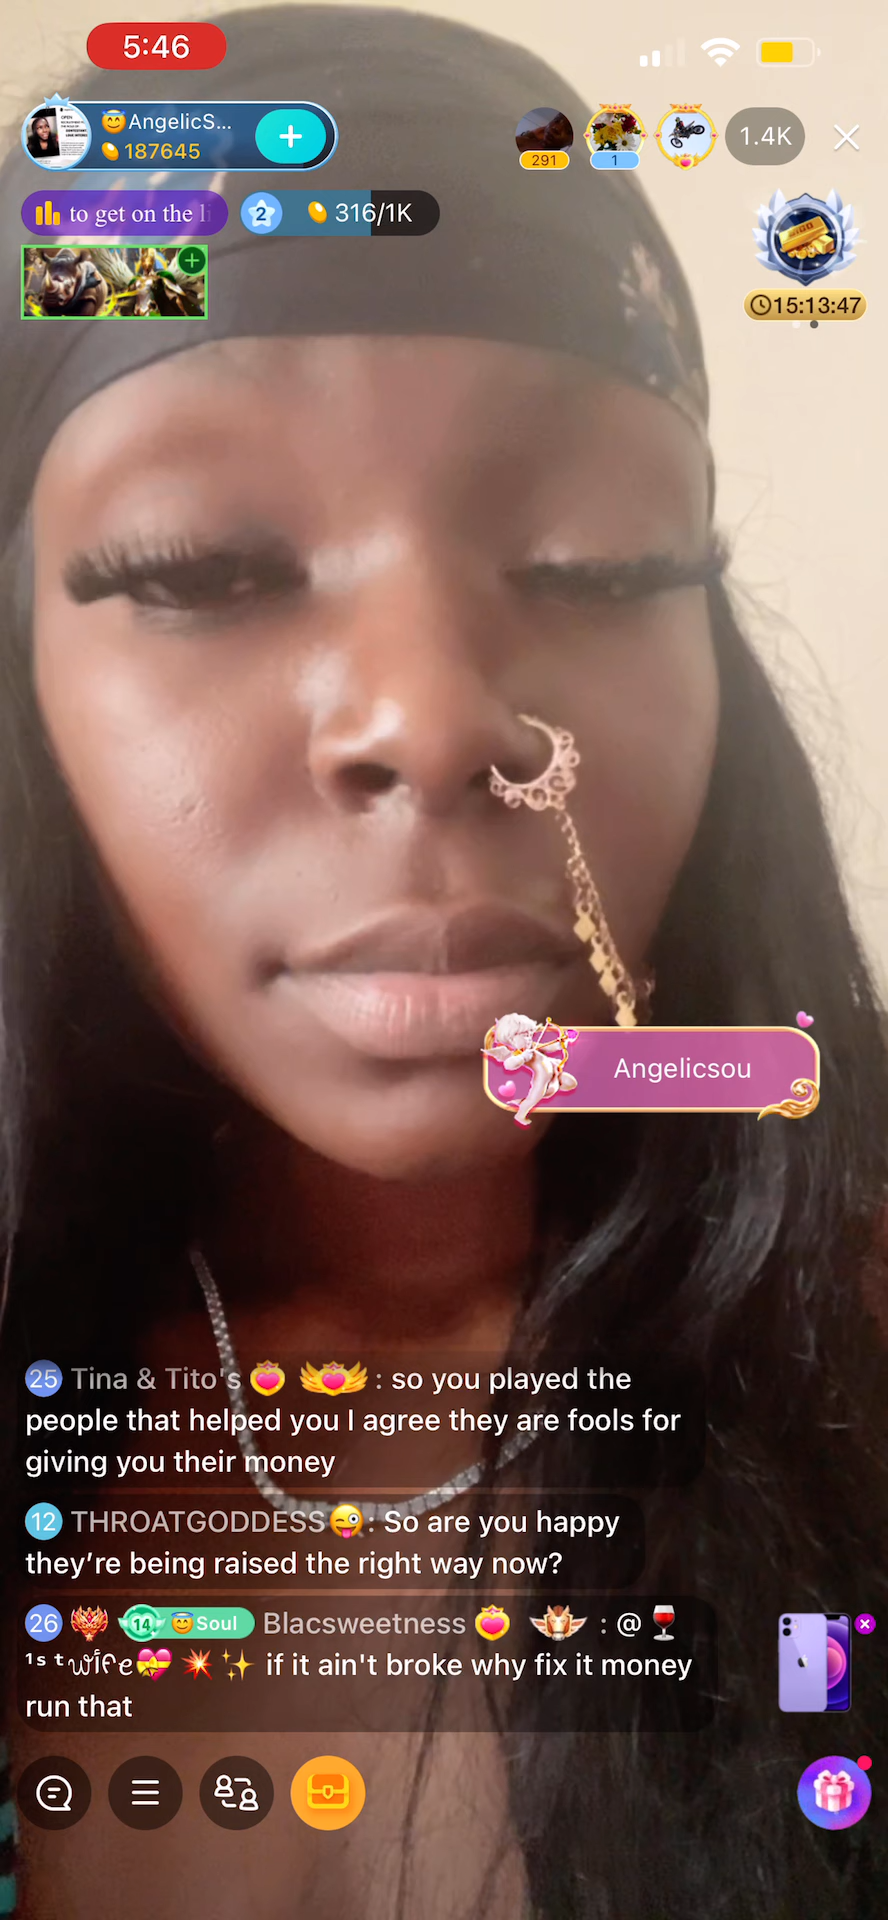 5:46
😇AngelicS...
187645
291
1
1.4K
to get on the li
2
316/1K
15:13:47
Angelicsou
25 Tina & Tito's : so you played the
people that helped you I agree they are fools for
giving you their money
12 THROATGODDESS😜: So are you happy
they're being raised the right way now?
26 14 😇 Soul Blacsweetness : @🍷
¹ˢᵗ𝓌𝒾𝒻𝑒💝 💥 ✨ if it ain't broke why fix it money
run that